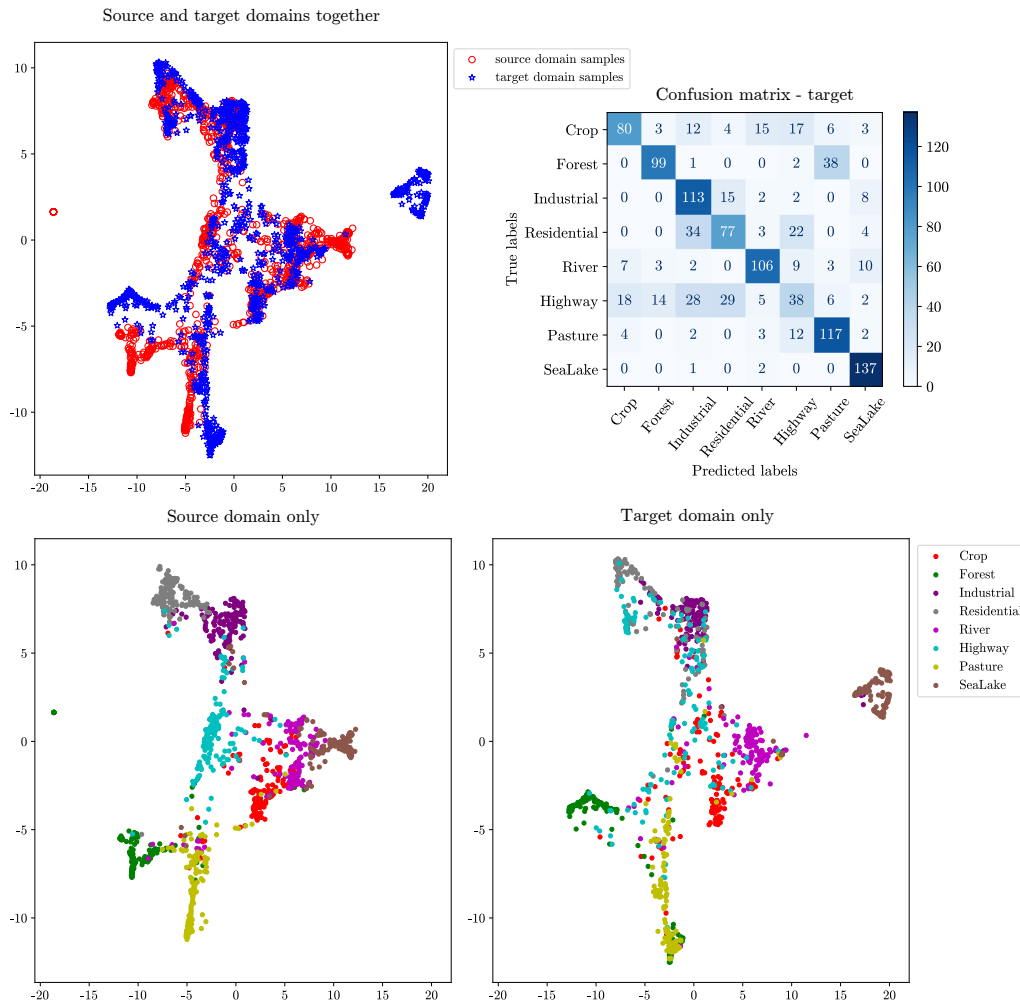 Source and target domains together
source domain samples
target domain samples
10
5
0
-5
-10
-20 -15 -10 -5 0 5 10 15 20
Confusion matrix - target
True labels
Crop 80 3 12 4 15 17 6 3
Forest 0 99 1 0 0 2 38 0
Industrial 0 0 113 15 2 2 0 8
Residential 0 0 34 77 3 22 0 4
River 7 3 2 0 106 9 3 10
Highway 18 14 28 29 5 38 6 2
Pasture 4 0 2 0 3 12 117 2
SeaLake 0 0 1 0 2 0 0 137
Crop Forest Industrial Residential River Highway Pasture SeaLake
Predicted labels
120
100
80
60
40
20
0
Source domain only
10
5
0
-5
-10
-20 -15 -10 -5 0 5 10 15 20
Target domain only
10
5
0
-5
-10
-20 -15 -10 -5 0 5 10 15 20
Crop
Forest
Industrial
Residential
River
Highway
Pasture
SeaLake